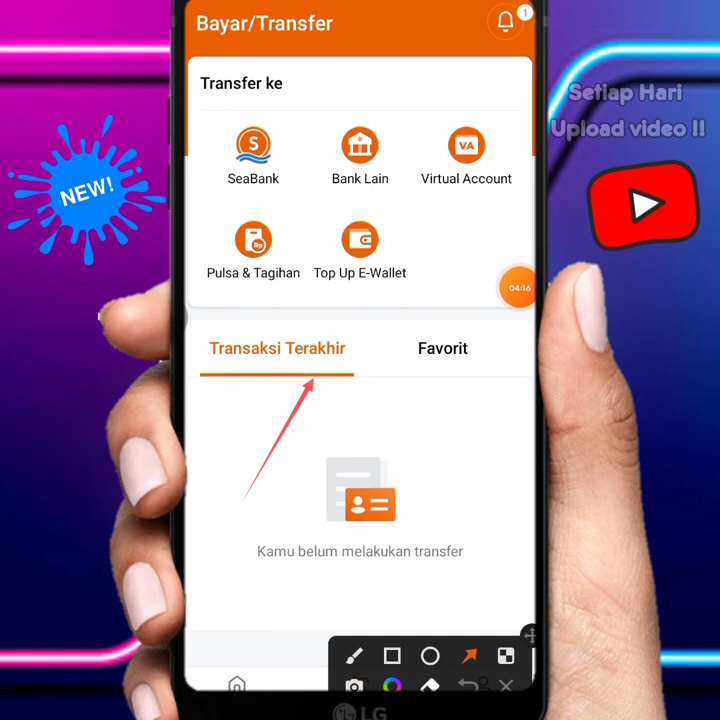 Bayar/Transfer
1
Transfer ke
Setiap Hari
Upload video !!
S
VA
SeaBank
Bank Lain
Virtual Account
NEW!
Rp
Pulsa & Tagihan
Top Up E-Wallet
04:16
Transaksi Terakhir
Favorit
Kamu belum melakukan transfer
LG